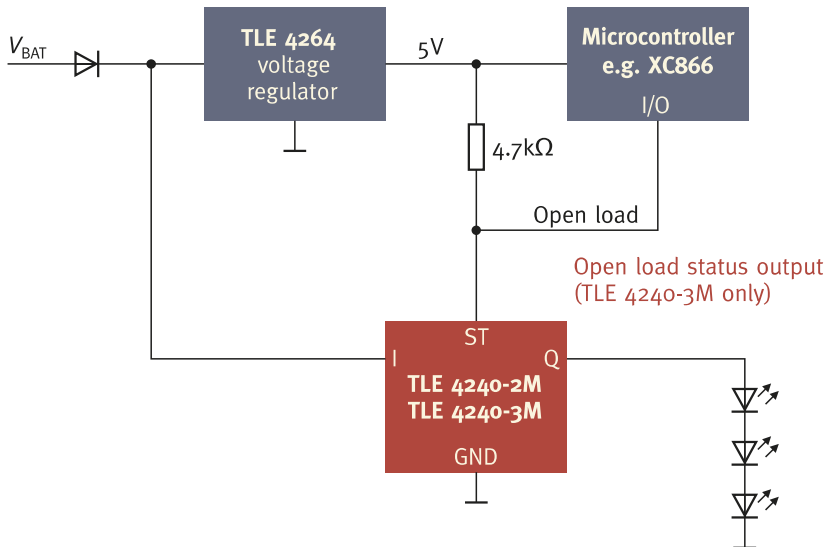 V_BAT
TLE 4264
voltage
regulator
5V
Microcontroller
e.g. XC866
I/O
4.7kΩ
Open load
Open load status output
(TLE 4240-3M only)
ST
I
Q
TLE 4240-2M
TLE 4240-3M
GND